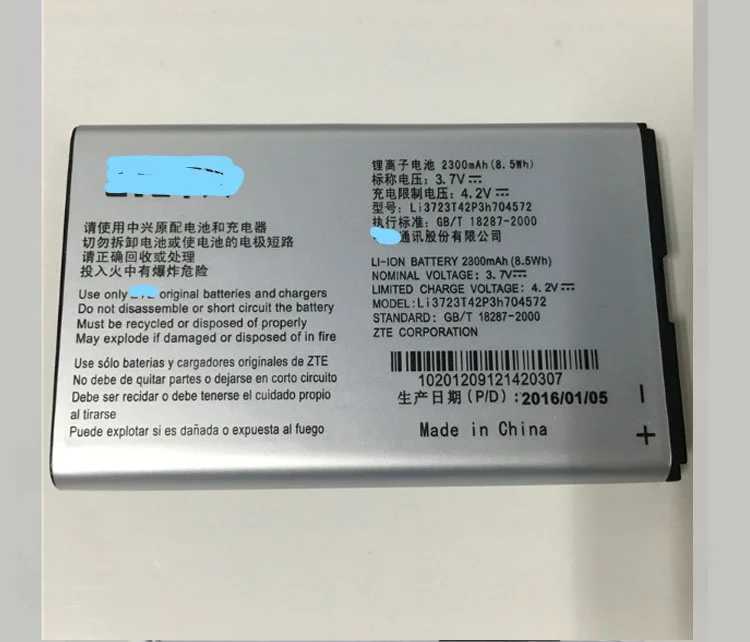 请使用中兴原配电池和充电器
切勿拆卸电池或使电池的电极短路
请正确回收或处理
投入火中有爆炸危险
Use only original batteries and chargers
Do not disassemble or short circuit the battery
Must be recycled or disposed of properly
May explode if damaged or disposed of in fire
Use sólo baterias y cargadores originales de ZTE
No debe de quitar partes o dejarse en corto circuito
Debe ser recidar o debe tenerse el cuidado propio
al tirarse
Puede explotar si es dañada o expuesta al fuego
锂离子电池 2300mAh(8.5Wh)
标称电压: 3.7V⎓
充电限制电压: 4.2V⎓
型号: Li3723T42P3h704572
执行标准: GB/T 18287-2000
通讯股份有限公司
LI-ION BATTERY 2300mAh(8.5Wh)
NOMINAL VOLTAGE: 3.7V⎓
LIMITED CHARGE VOLTAGE: 4.2V⎓
MODEL: Li3723T42P3h704572
STANDARD: GB/T 18287-2000
ZTE CORPORATION
10201209121420307
生产日期(P/D):2016/01/05
Made in China
— 
+